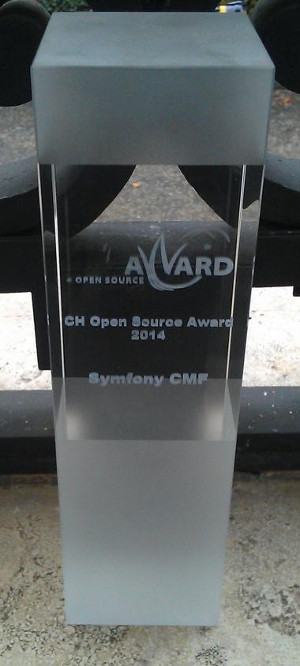 AWARD
+ OPEN SOURCE
CH Open Source Award
2014
Symfony CMF